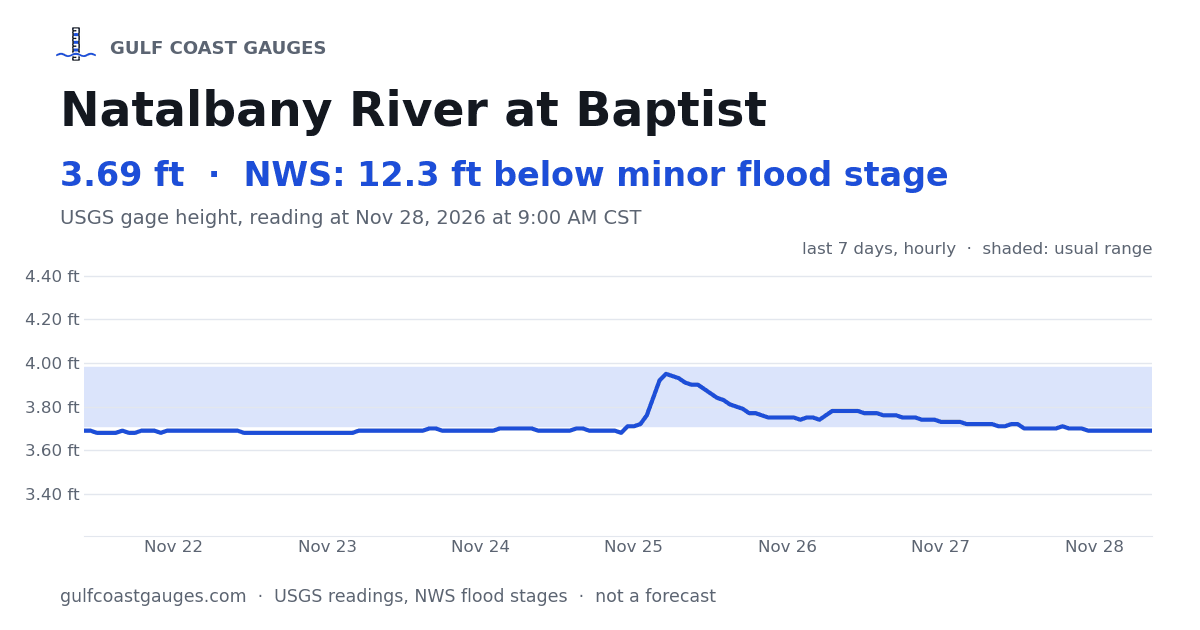 GULF COAST GAUGES
Natalbany River at Baptist
3.69 ft · NWS: 12.3 ft below minor flood stage
USGS gage height, reading at Nov 28, 2026 at 9:00 AM CST
last 7 days, hourly · shaded: usual range
4.40 ft
4.20 ft
4.00 ft
3.80 ft
3.60 ft
3.40 ft
Nov 22 Nov 23 Nov 24 Nov 25 Nov 26 Nov 27 Nov 28
gulfcoastgauges.com · USGS readings, NWS flood stages · not a forecast